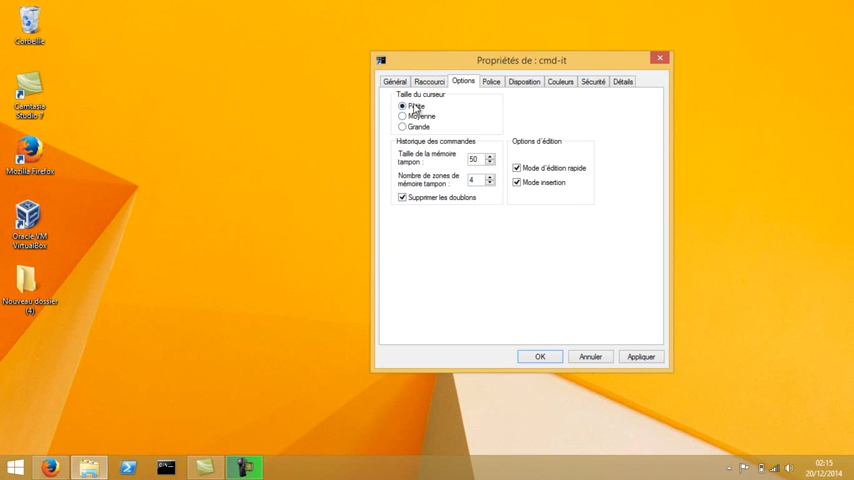 Corbeille
Camtasia
Studio 7
Mozilla Firefox
Oracle VM
VirtualBox
Nouveau dossier
(4)
Propriétés de : cmd-it
Général
Raccourci
Options
Police
Disposition
Couleurs
Sécurité
Détails
Taille du curseur
Moyenne
Grande
Historique des commandes
Taille de la mémoire
tampon :
50
Nombre de zones de
mémoire tampon :
4
Supprimer les doublons
Options d'édition
Mode d'édition rapide
Mode insertion
OK
Annuler
Appliquer
02:15
20/12/2014